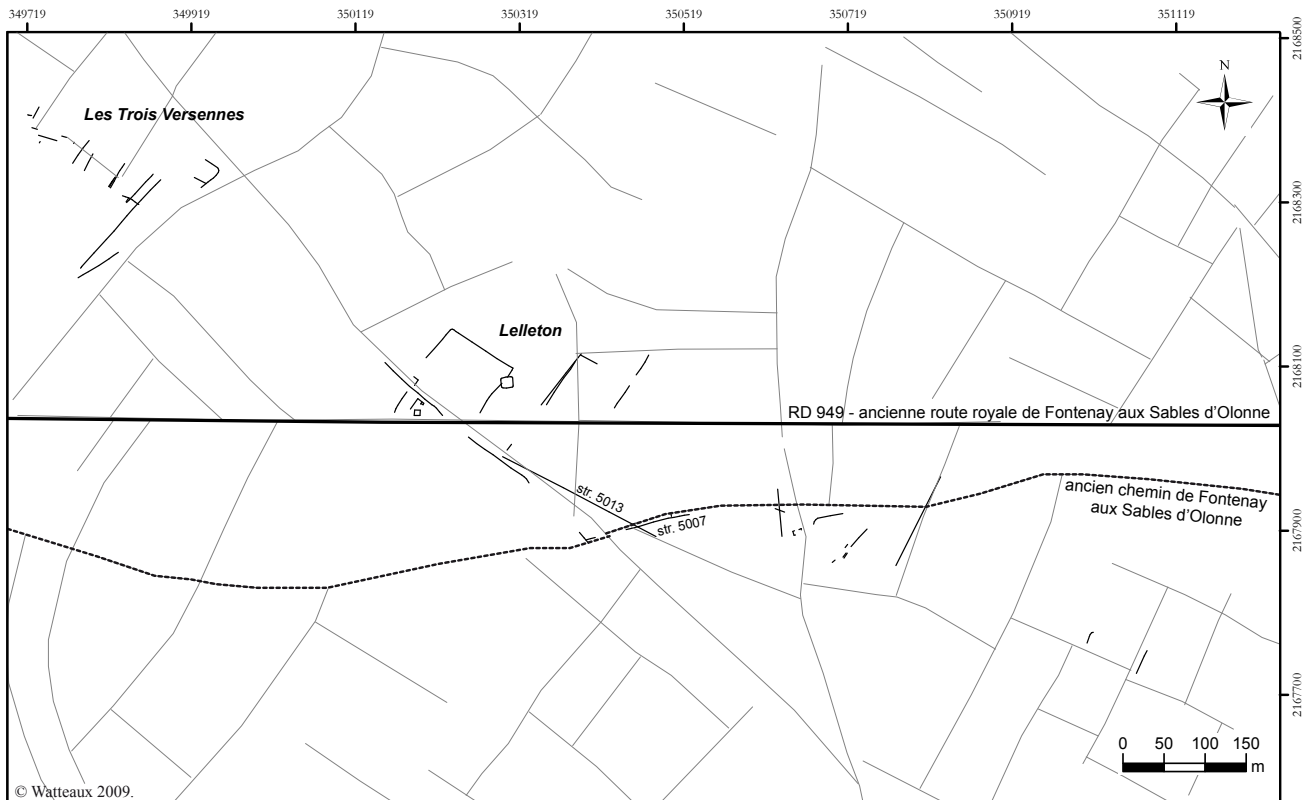 349719 349919 350119 350319 350519 350719 350919 351119
2168500
N
Les Trois Versennes
2168300
Lelleton
2168100
RD 949 - ancienne route royale de Fontenay aux Sables d'Olonne
ancien chemin de Fontenay
aux Sables d'Olonne
str. 5013
str. 5007
2167900
2167700
0 50 100 150
m
© Watteaux 2009.